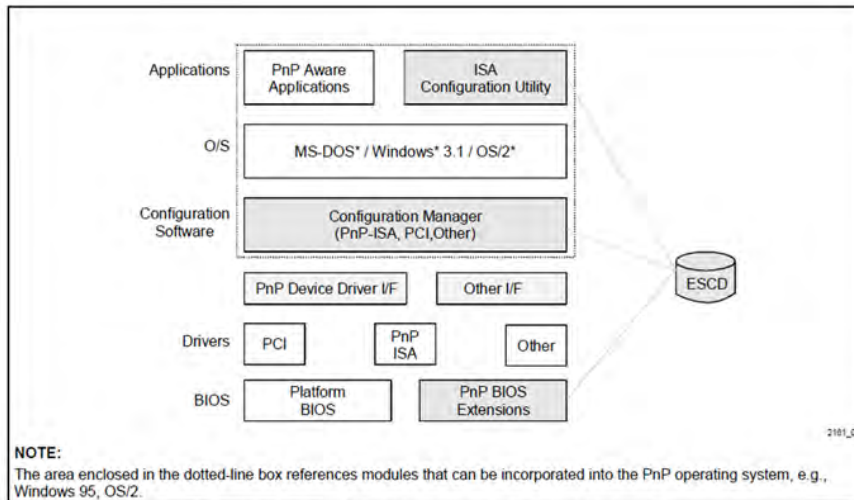 Applications
PnP Aware
Applications
ISA
Configuration Utility
O/S
MS-DOS* / Windows* 3.1 / OS/2*
Configuration
Software
Configuration Manager
(PnP-ISA, PCI,Other)
ESCD
PnP Device Driver I/F
Other I/F
Drivers
PCI
PnP
ISA
Other
BIOS
Platform
BIOS
PnP BIOS
Extensions
NOTE:
The area enclosed in the dotted-line box references modules that can be incorporated into the PnP operating system, e.g.,
Windows 95, OS/2.